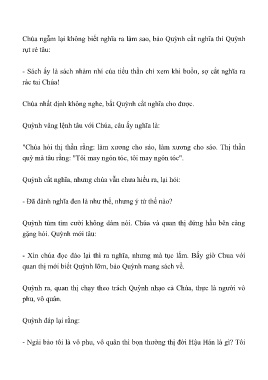 Chúa ngẫm lại không biết nghĩa ra làm sao, bảo Quỳnh cắt nghĩa thì Quỳnh
rụt rè tâu:
- Sách ấy là sách nhảm nhí của tiểu thần chỉ xem khi buồn, sợ cắt nghĩa ra
rác tai Chúa!
Chúa nhất định không nghe, bắt Quỳnh cắt nghĩa cho được.
Quỳnh vâng lệnh tâu với Chúa, câu ấy nghĩa là:
"Chúa hỏi thị thần rằng: làm xương cho sáo, làm xương cho sáo. Thị thần
quỳ mà tâu rằng: "Tôi may ngón tóc, tôi may ngón tóc".
Quỳnh cắt nghĩa, nhưng chúa vẫn chưa hiểu ra, lại hỏi:
- Đã đành nghĩa đen là như thế, nhưng ý tứ thế nào?
Quỳnh tủm tỉm cười không dám nói. Chúa và quan thị đứng hầu bên càng
gặng hỏi. Quỳnh mới tâu:
- Xin chúa đọc đảo lại thì ra nghĩa, nhưng mà tục lắm. Bấy giờ Chúa với
quan thị mới biết Quỳnh lỡm, bảo Quỳnh mang sách về.
Quỳnh ra, quan thị chạy theo trách Quỳnh nhạo cả Chúa, thực là người vô
phụ, vô quân.
Quỳnh đáp lại rằng:
- Ngài bảo tôi là vô phụ, vô quân thì bọn thường thị đời Hậu Hán là gì? Tôi